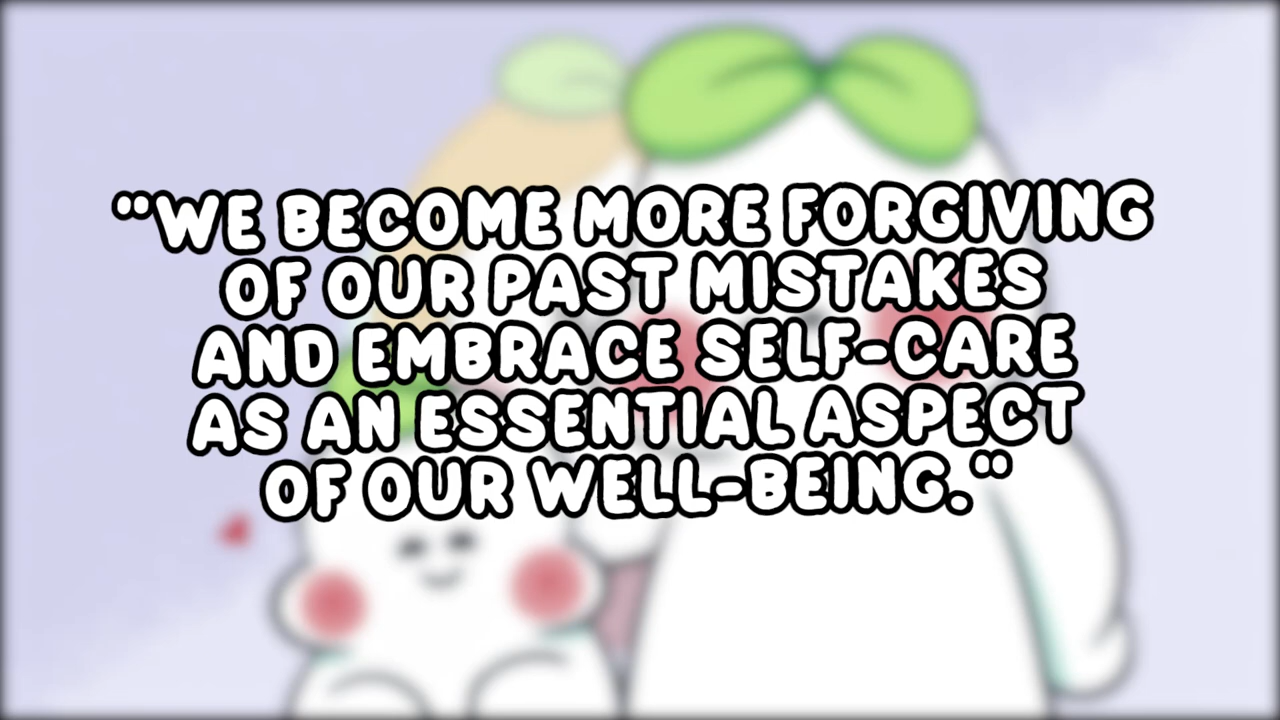 "WE BECOME MORE FORGIVING
OF OUR PAST MISTAKES
AND EMBRACE SELF-CARE
AS AN ESSENTIAL ASPECT
OF OUR WELL-BEING."